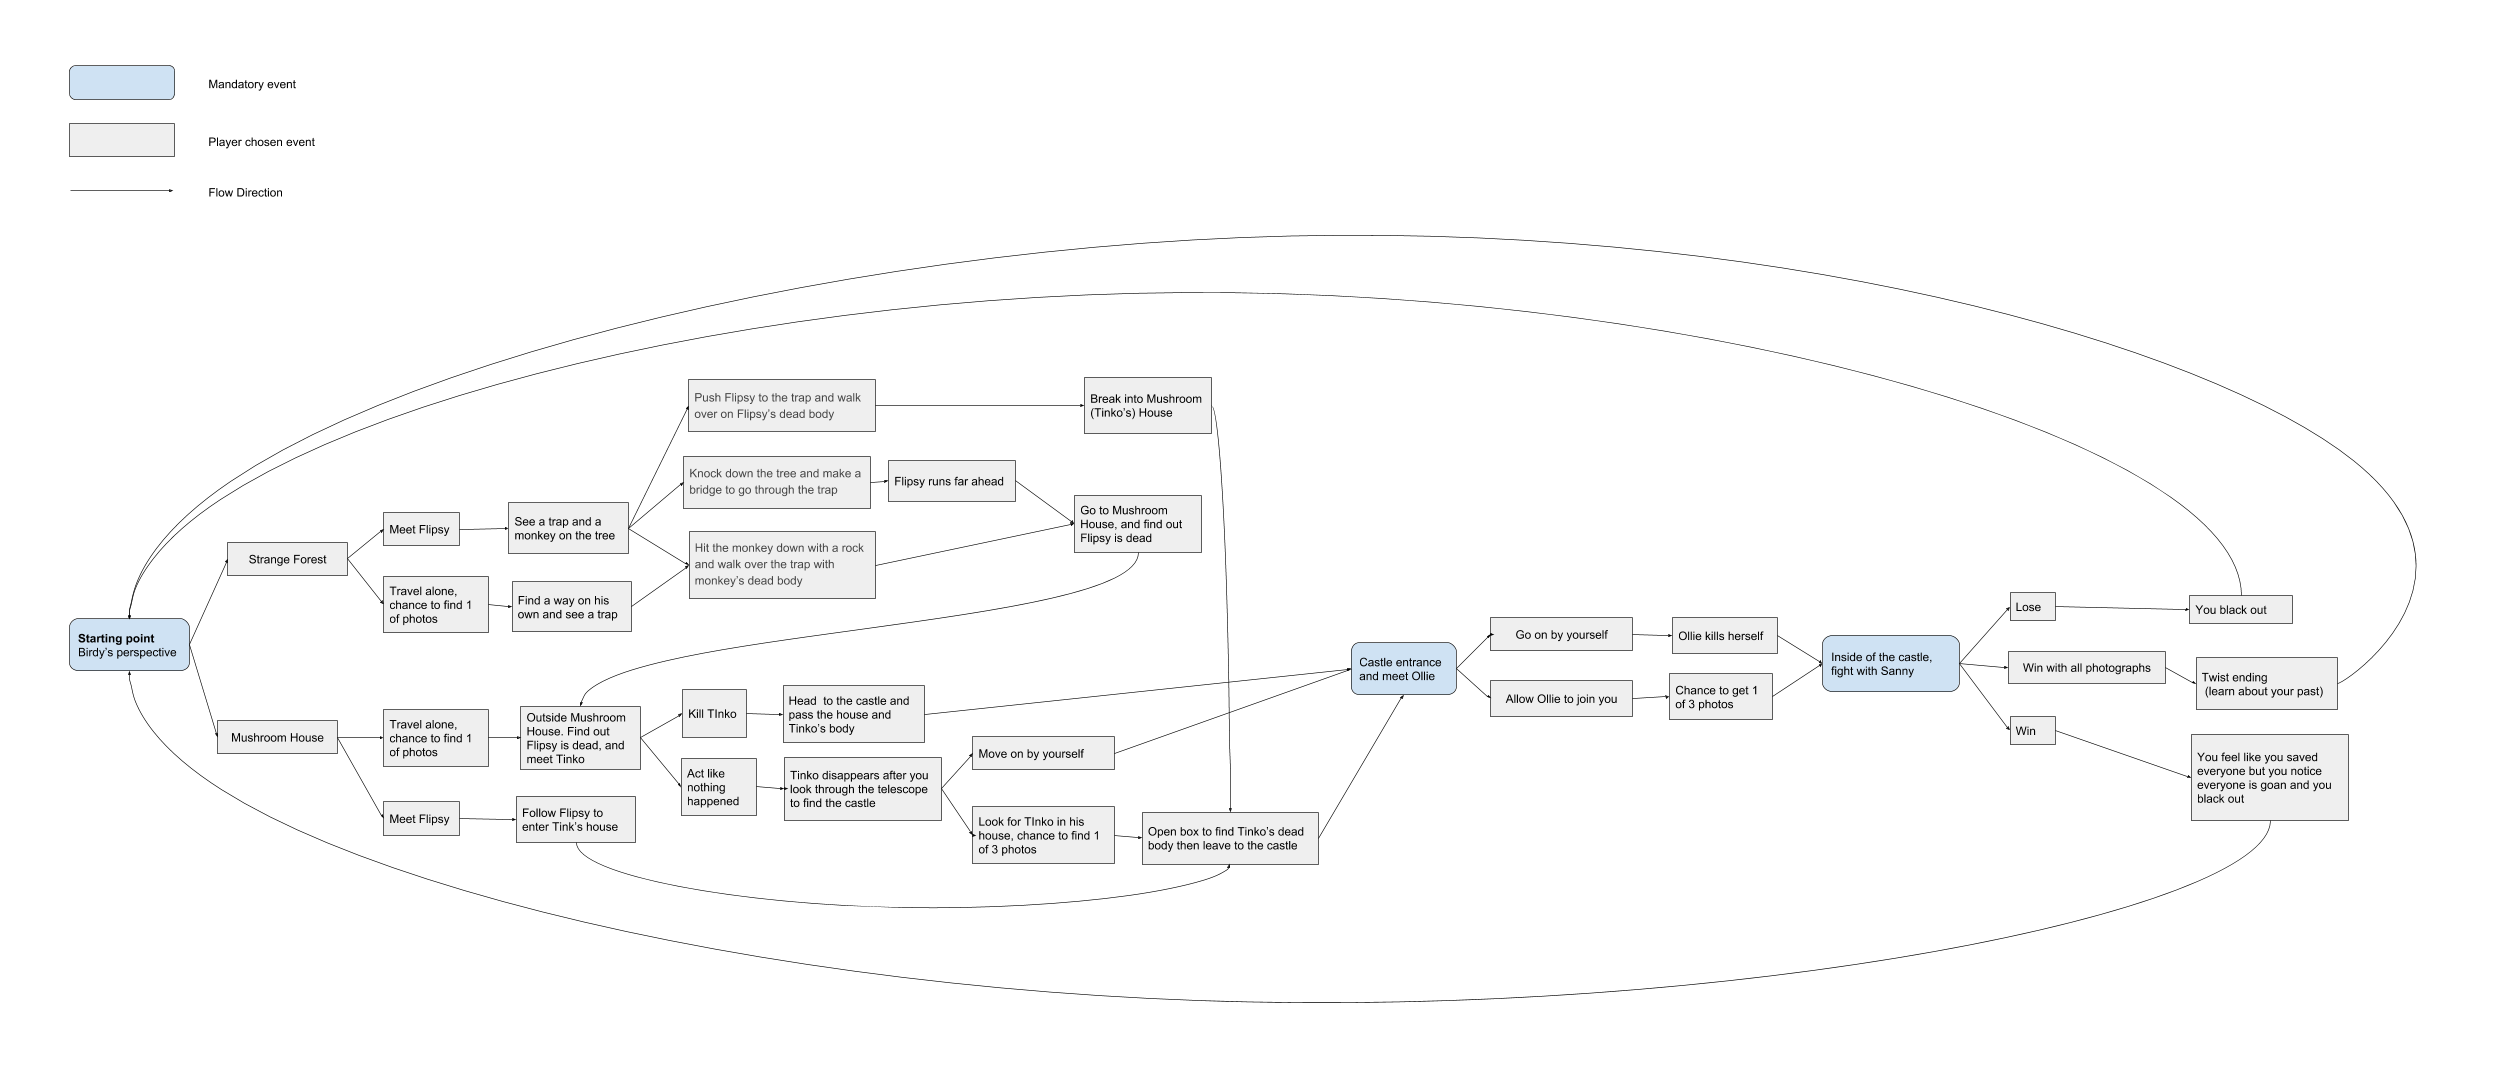 Mandatory event
Player chosen event
Flow Direction
Starting point
Birdy's perspective
Strange Forest
Mushroom House
Meet Flipsy
Travel alone,
chance to find 1
of photos
See a trap and a
monkey on the tree
Find a way on his
own and see a trap
Push Flipsy to the trap and walk
over on Flipsy's dead body
Knock down the tree and make a
bridge to go through the trap
Hit the monkey down with a rock
and walk over the trap with
monkey's dead body
Flipsy runs far ahead
Break into Mushroom
(Tinko's) House
Go to Mushroom
House, and find out
Flipsy is dead
Travel alone,
chance to find 1
of photos
Meet Flipsy
Outside Mushroom
House. Find out
Flipsy is dead, and
meet Tinko
Follow Flipsy to
enter Tink's house
Kill TInko
Act like
nothing
happened
Head  to the castle and
pass the house and
Tinko's body
Tinko disappears after you
look through the telescope
to find the castle
Move on by yourself
Look for TInko in his
house, chance to find 1
of 3 photos
Open box to find Tinko's dead
body then leave to the castle
Castle entrance
and meet Ollie
Go on by yourself
Allow Ollie to join you
Ollie kills herself
Chance to get 1
of 3 photos
Inside of the castle,
fight with Sanny
Lose
Win with all photographs
Win
You black out
Twist ending
(learn about your past)
You feel like you saved
everyone but you notice
everyone is goan and you
black out